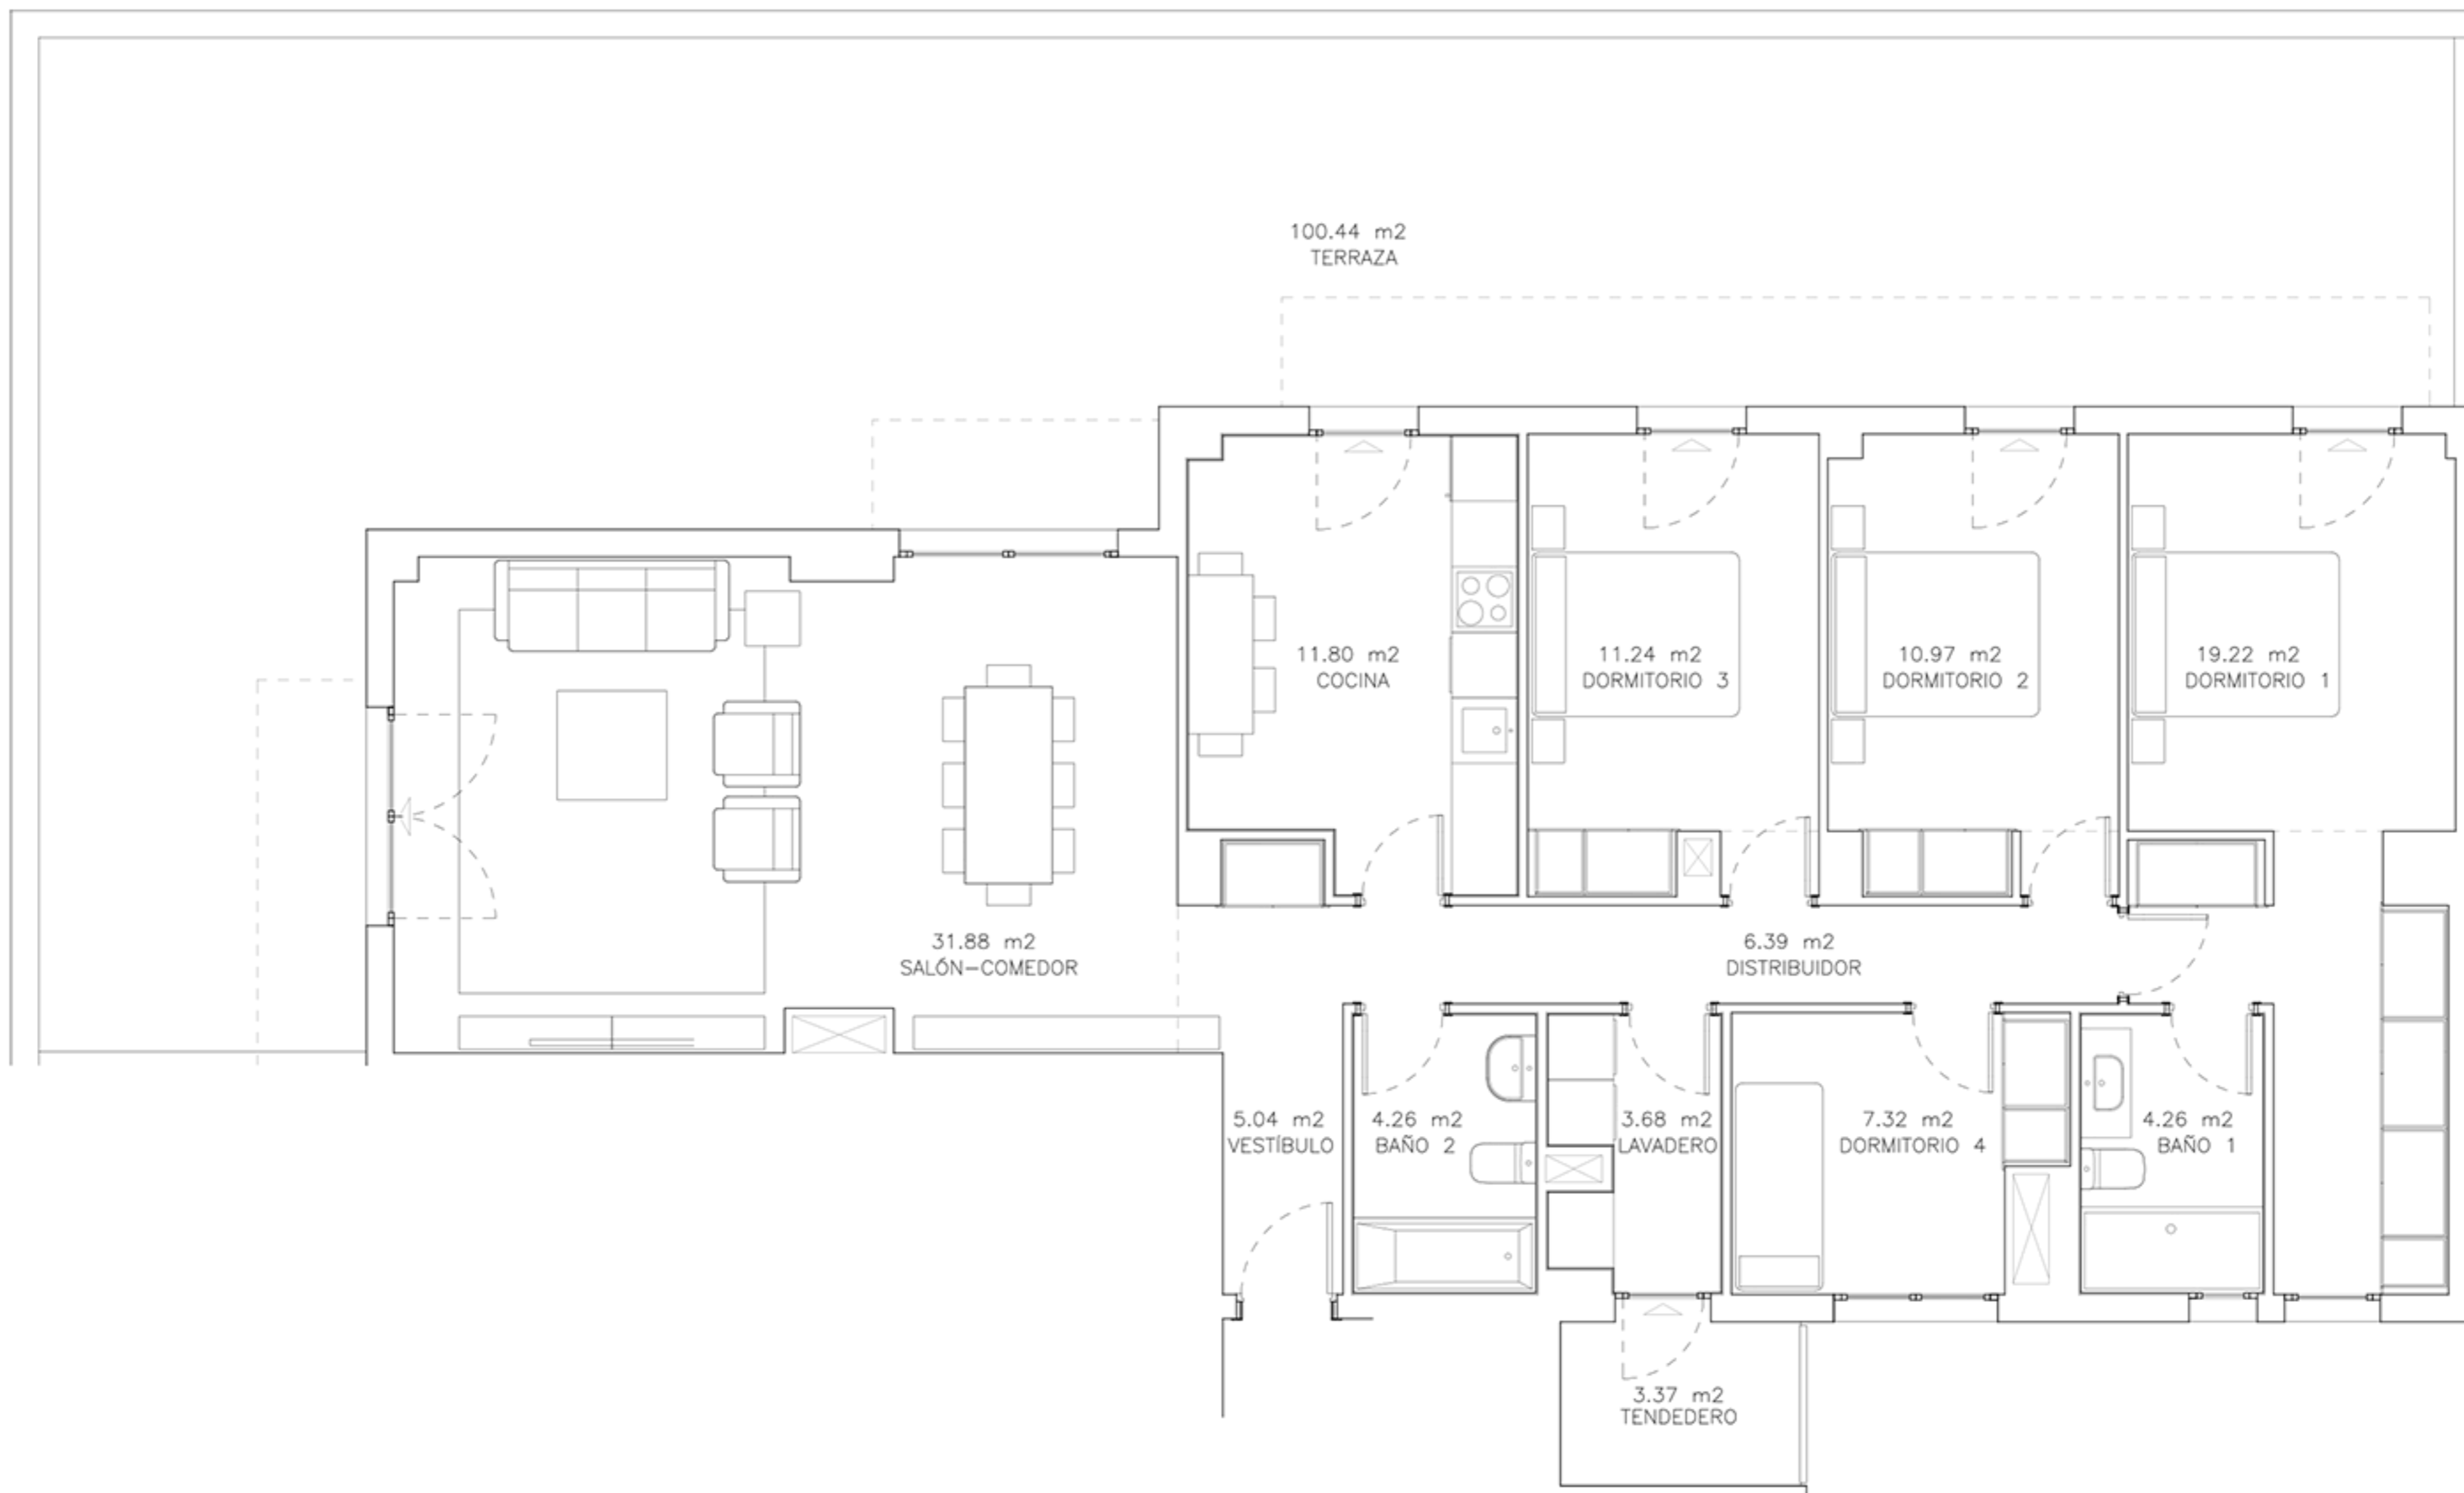 100.44 m2
TERRAZA
11.80 m2
COCINA
11.24 m2
DORMITORIO 3
10.97 m2
DORMITORIO 2
19.22 m2
DORMITORIO 1
31.88 m2
SALÓN-COMEDOR
6.39 m2
DISTRIBUIDOR
5.04 m2
VESTÍBULO
4.26 m2
BAÑO 2
3.68 m2
LAVADERO
7.32 m2
DORMITORIO 4
4.26 m2
BAÑO 1
3.37 m2
TENDEDERO